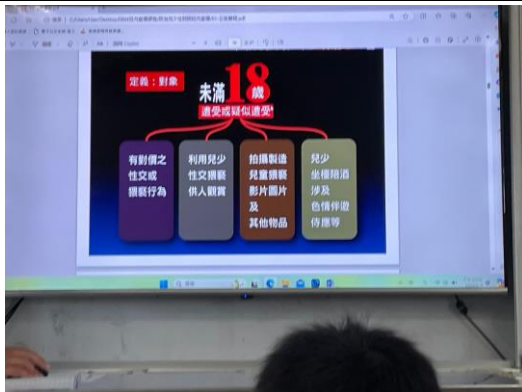 定義：對象
未滿18歲
遭受或疑似遭受
有對價之
性交或
猥褻行為
利用兒少
性交猥褻
供人觀賞
拍攝製造
兒童猥褻
影片圖片
及
其他物品
兒少
坐檯陪酒
涉及
色情伴遊
侍應等